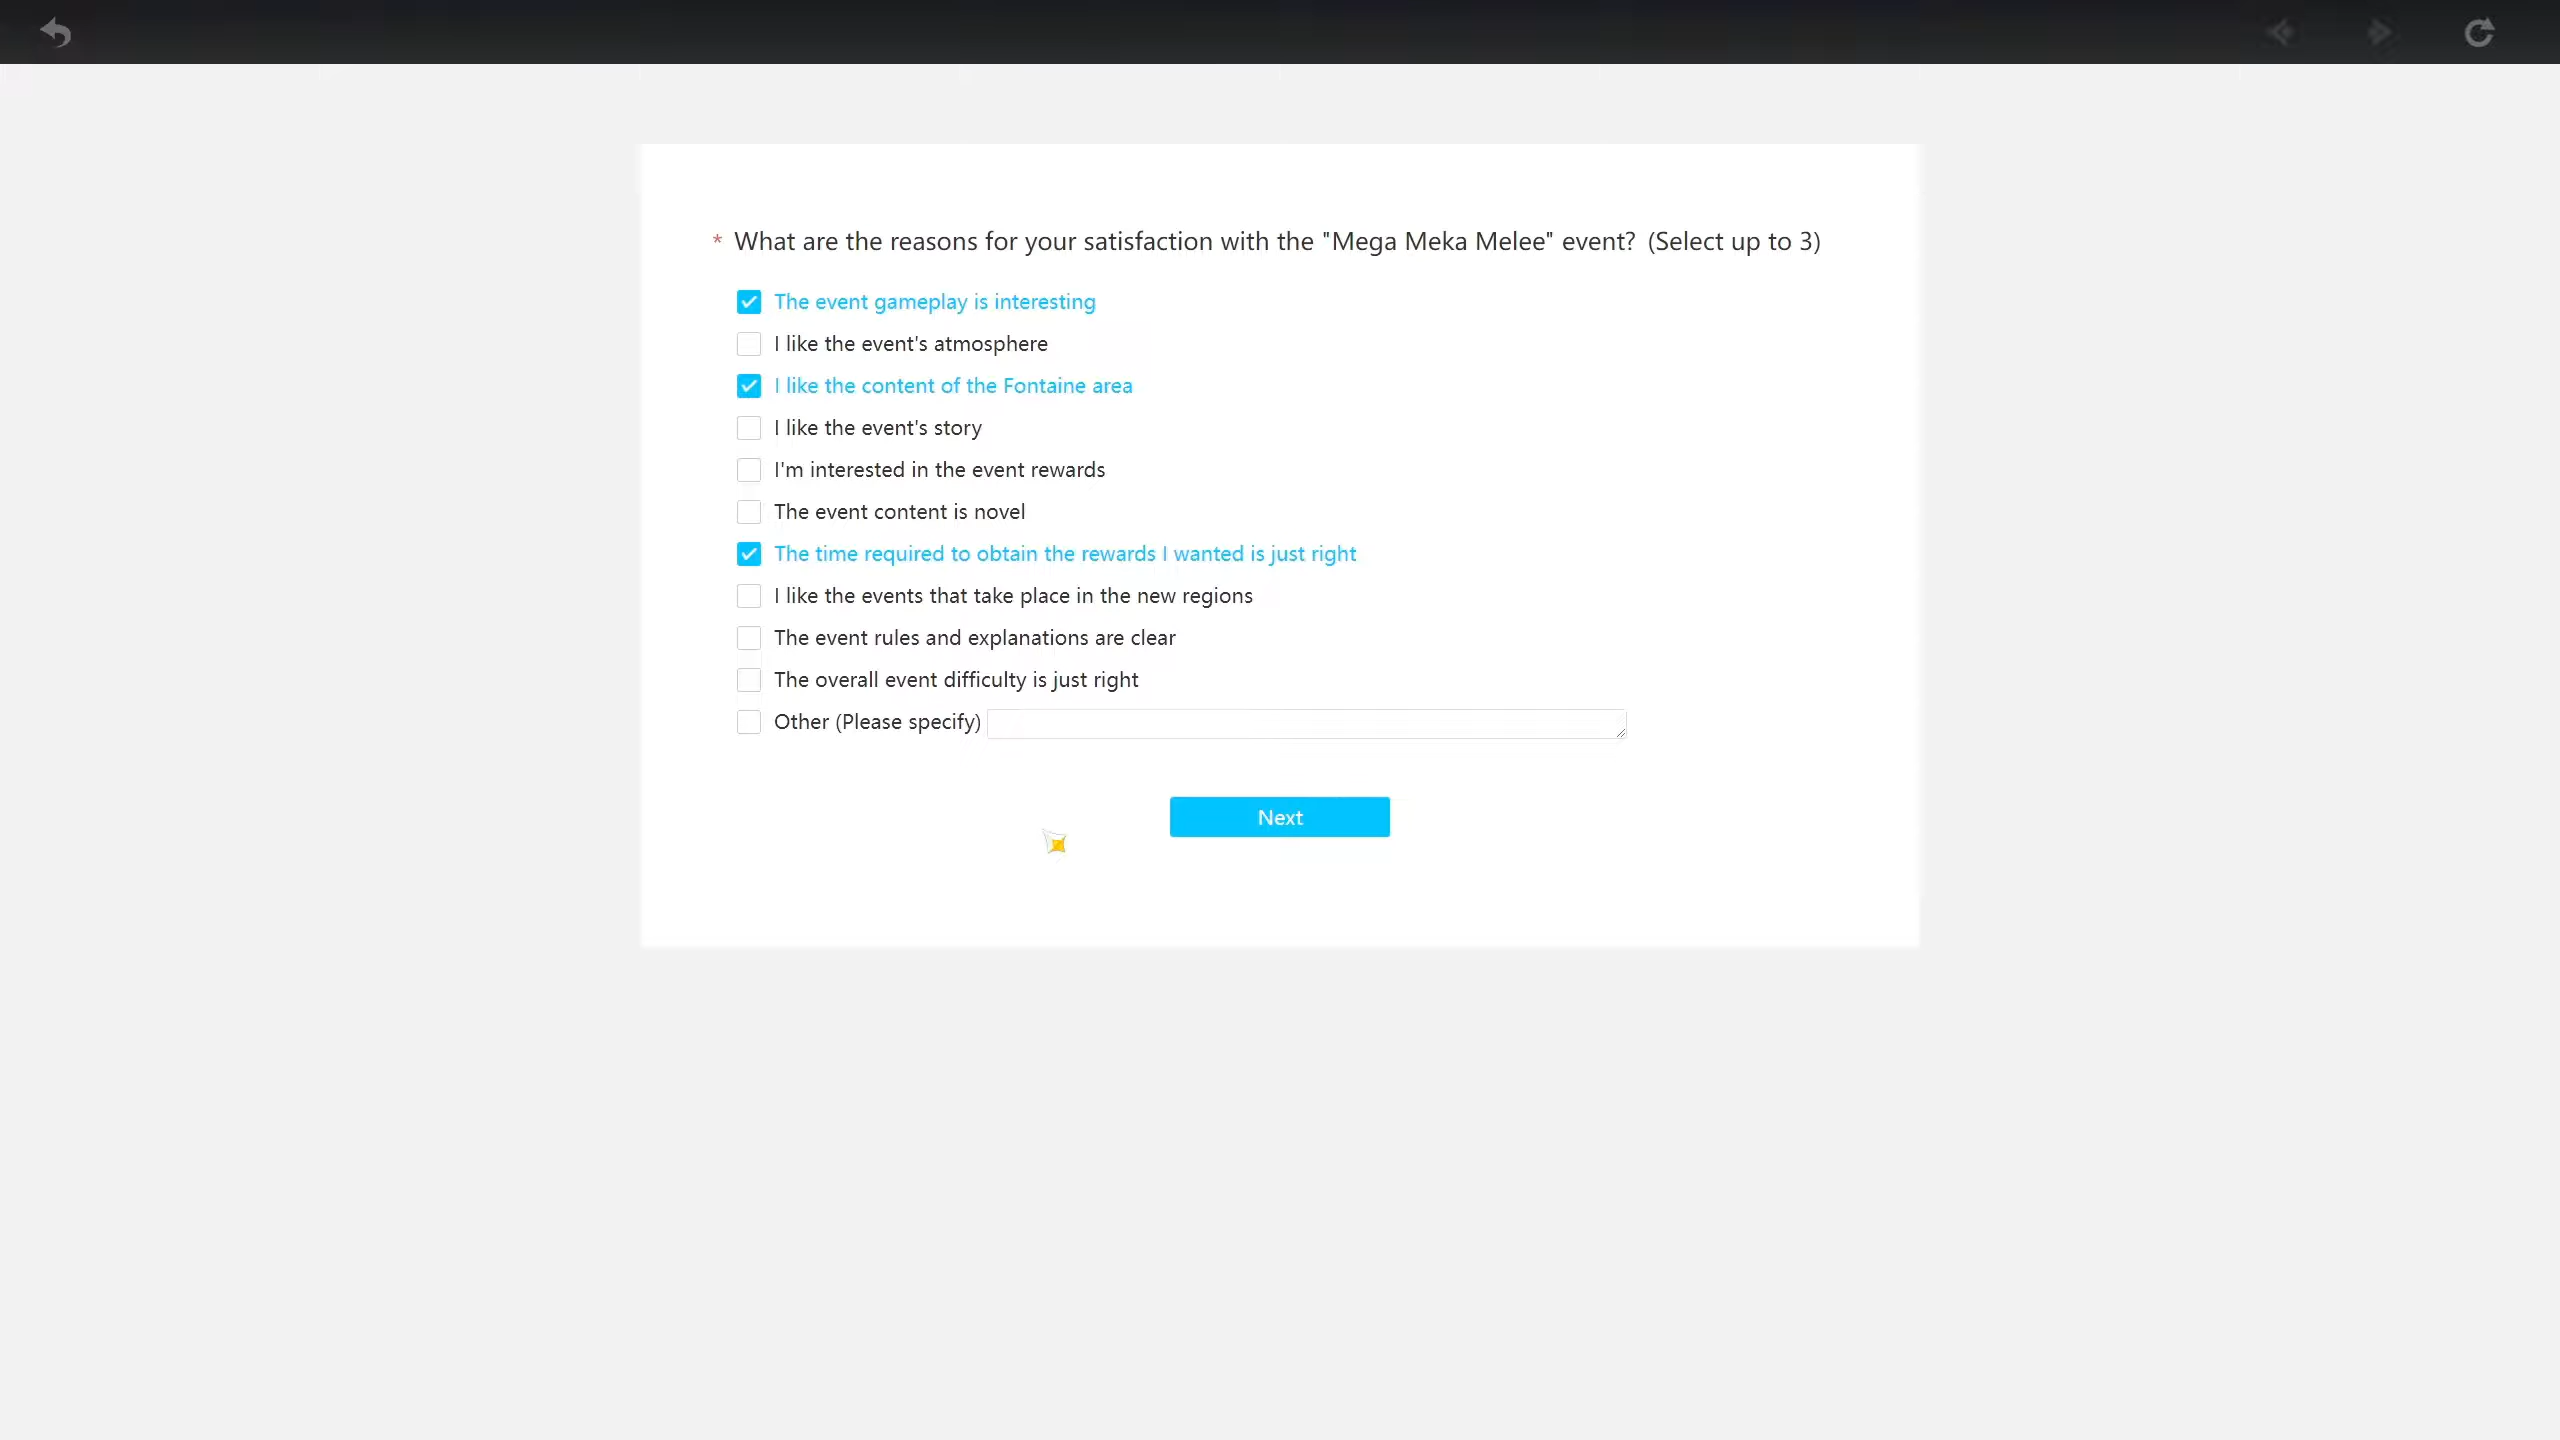 * What are the reasons for your satisfaction with the "Mega Meka Melee" event? (Select up to 3)
The event gameplay is interesting
I like the event's atmosphere
I like the content of the Fontaine area
I like the event's story
I'm interested in the event rewards
The event content is novel
The time required to obtain the rewards I wanted is just right
I like the events that take place in the new regions
The event rules and explanations are clear
The overall event difficulty is just right
Other (Please specify)
Next